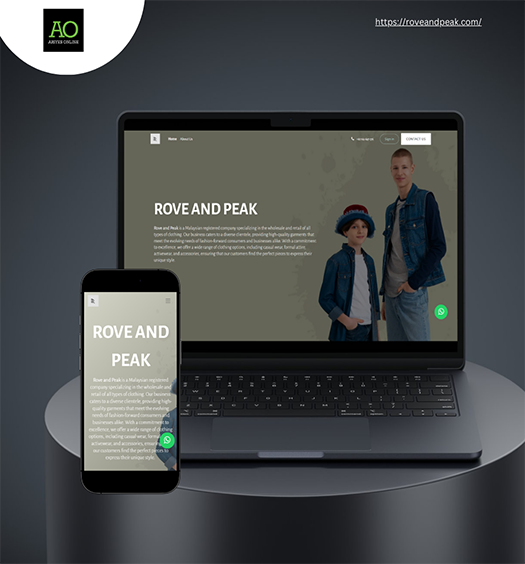 AO
ABIYES ONLINE
https://roveandpeak.com/
Home About Us
Sign in
CONTACT US
ROVE AND PEAK
Rove and Peak is a Malaysian registered company specializing in the wholesale and retail of all
types of clothing. Our business caters to a diverse clientele, providing high-quality garments that
meet the evolving needs of fashion-forward consumers and businesses alike. With a commitment
to excellence, we offer a wide range of clothing options, including casual wear, formal attire,
activewear, and accessories, ensuring that our customers find the perfect pieces to express their
unique style.
ROVE AND
PEAK
Rove and Peak is a Malaysian registered
company specializing in the wholesale and
retail of all types of clothing. Our business
caters to a diverse clientele, providing high-
quality garments that meet the evolving
needs of fashion-forward consumers and
businesses alike. With a commitment to
excellence, we offer a wide range of clothing
options, including casual wear, formal
activewear, and accessories,
our customers find the perfect pieces to
express their unique style.